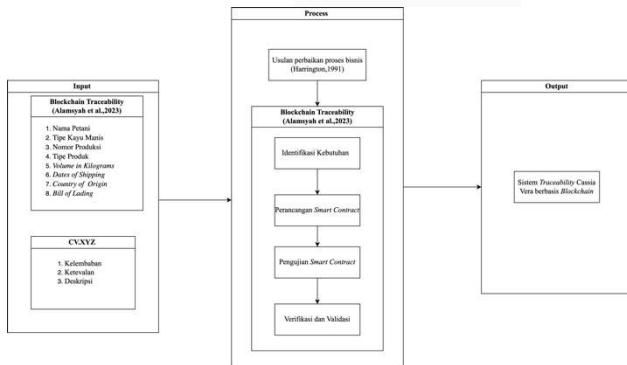 Input
Blockchain Traceability
(Alamsyah et al.,2023)
1. Nama Petani
2. Tipe Kayu Manis
3. Nomor Produksi
4. Tipe Produk
5. Volume in Kilograms
6. Dates of Shipping
7. Country of Origin
8. Bill of Lading
CV.XYZ
1. Kelembaban
2. Ketevalan
3. Deskripsi
Process
Usulan perbaikan proses bisnis
(Harrington,1991)
Blockchain Traceability
(Alamsyah et al.,2023)
Identifikasi Kebutuhan
Perancangan Smart Contract
Pengujian Smart Contract
Verifikasi dan Validasi
Output
Sistem Traceability Cassia
Vera berbasis Blockchain